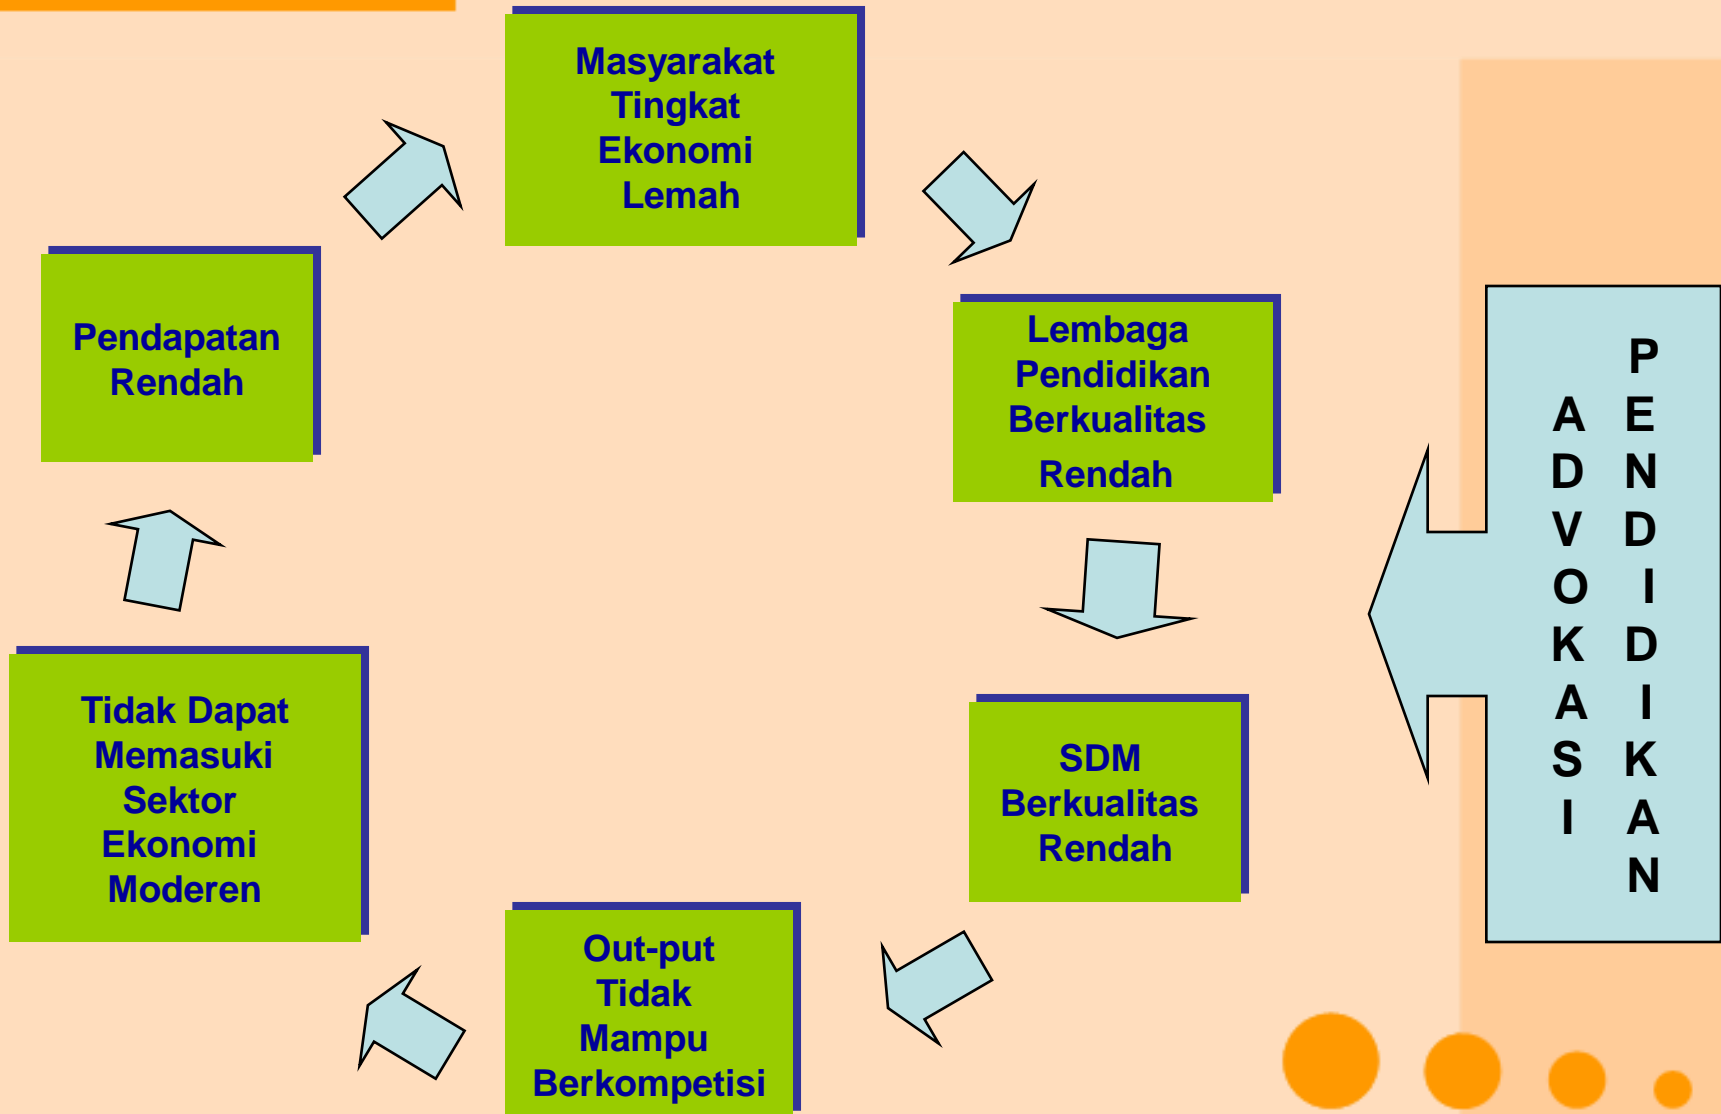 Masyarakat
Tingkat
Ekonomi
Lemah
Lembaga
Pendidikan
Berkualitas
Rendah
SDM
Berkualitas
Rendah
Out-put
Tidak
Mampu
Berkompetisi
Tidak Dapat
Memasuki
Sektor
Ekonomi
Moderen
Pendapatan
Rendah
ADVOKASI
PENDIDIKAN